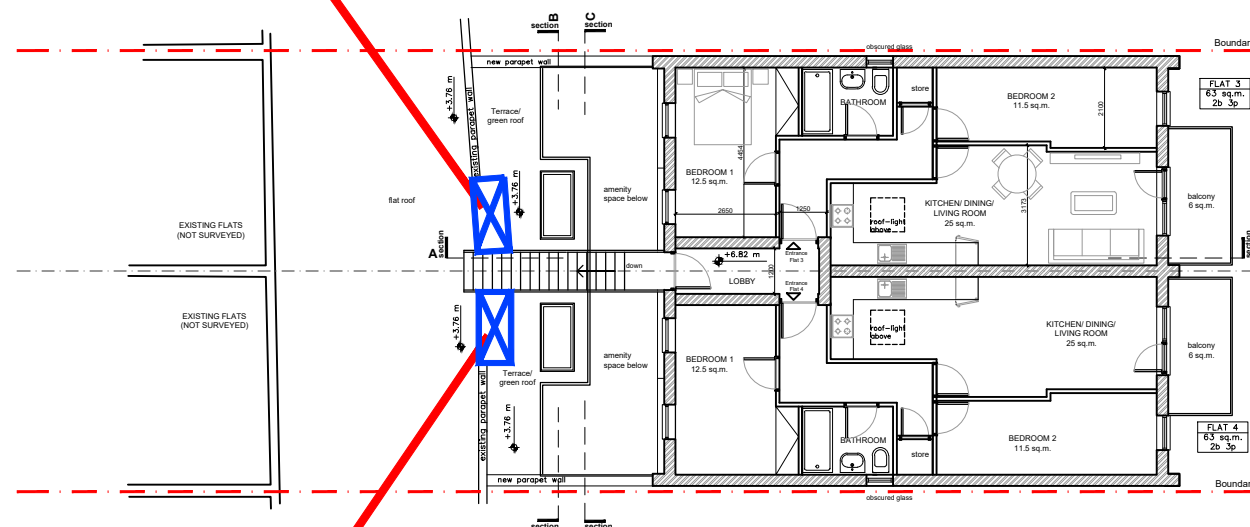 B
section
C
section
Boundar
obscured glass
new parapet wall
+3.76 m
Terrace/
green roof
existing parapet wall
+3.76 m
amenity
space below
flat roof
EXISTING FLATS
(NOT SURVEYED)
BEDROOM 1
12.5 sq.m.
4454
2650
1250
BATHROOM
store
BEDROOM 2
11.5 sq.m.
2100
FLAT 3
63 sq.m.
2b 3p
KITCHEN/ DINING/
LIVING ROOM
25 sq.m.
3173
roof-light
above
balcony
6 sq.m.
A
section
section
down
+6.82 m
LOBBY
1200
Entrance
Flat 3
Entrance
Flat 4
EXISTING FLATS
(NOT SURVEYED)
+3.76 m
Terrace/
green roof
existing parapet wall
+3.76 m
amenity
space below
BEDROOM 1
12.5 sq.m.
roof-light
above
KITCHEN/ DINING/
LIVING ROOM
25 sq.m.
balcony
6 sq.m.
BATHROOM
store
BEDROOM 2
11.5 sq.m.
FLAT 4
63 sq.m.
2b 3p
new parapet wall
Boundar
obscured glass
section
section